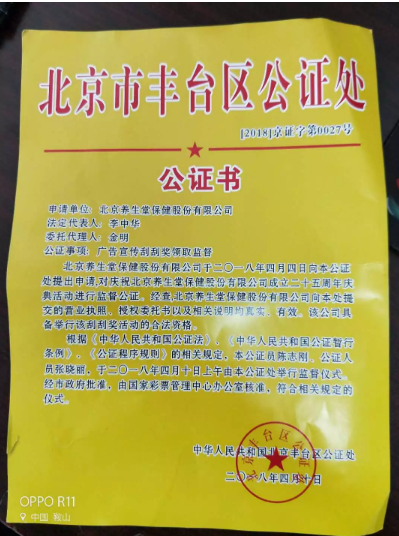 北京市丰台区公证处
[2018]京证字第0027号
公证书
申请单位: 北京养生堂保健股份有限公司
法定代表人: 李中华
委托代理人: 金明
公证事项: 广告宣传刮刮奖领取监督
北京养生堂保健股份有限公司于二〇一八年四月四日向本公证
处提出申请,对庆祝北京养生堂保健股份有限公司成立二十五周年庆
典活动进行监督公证。经查,北京养生堂保健股份有限公司向本处提
交的营业执照、授权委托书以及相关说明均真实、有效。该公司具
备举行该刮刮奖活动的合法资格。
根据《中华人民共和国公证法》、《中华人民共和国公证暂行
条例》、《公证程序规则》的相关规定,本公证员陈志刚、公证人
员张晓丽,于二〇一八年四月十日上午由本公证处举行监督仪式。
经市政府批准,由国家彩票管理中心办公室核准,符合相关规定的
仪式。
中华人民共和国北京丰台区公证处
二〇一八年四月十日
北京丰台区公证处
OPPO R11
中国·鞍山